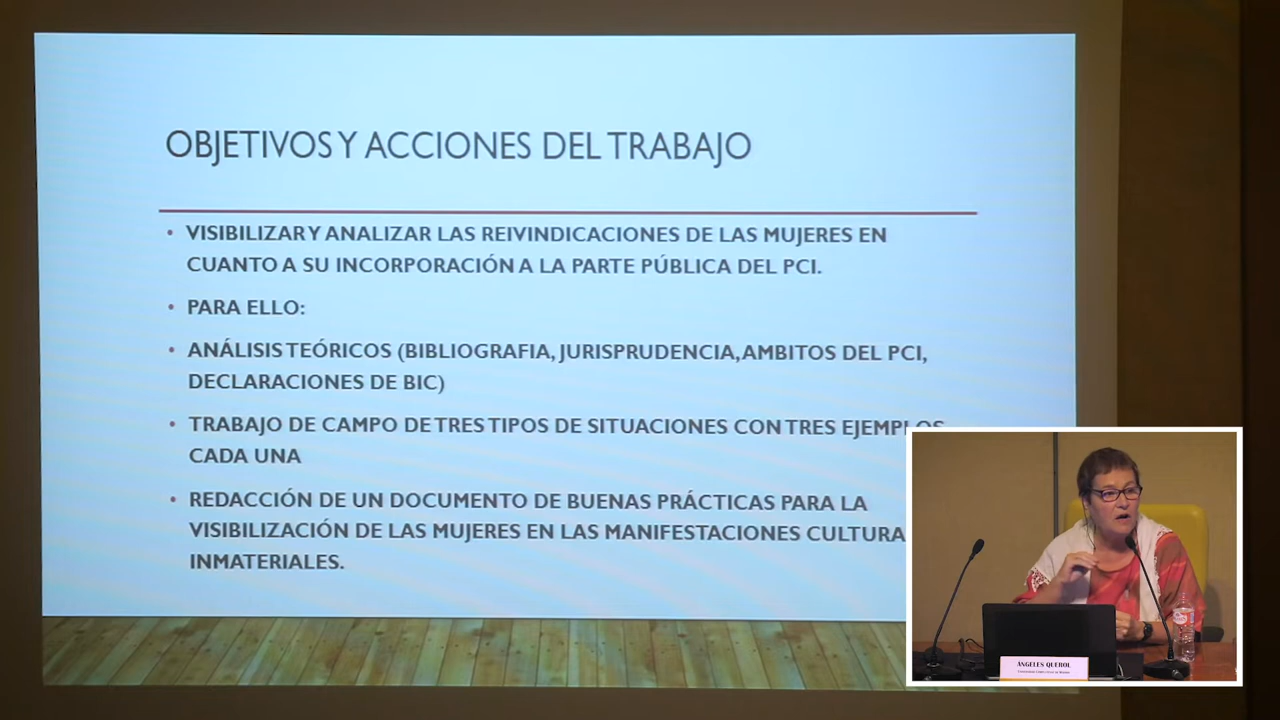 OBJETIVOS Y ACCIONES DEL TRABAJO
• VISIBILIZAR Y ANALIZAR LAS REIVINDICACIONES DE LAS MUJERES EN
CUANTO A SU INCORPORACIÓN A LA PARTE PÚBLICA DEL PCI.
• PARA ELLO:
• ANÁLISIS TEÓRICOS (BIBLIOGRAFIA, JURISPRUDENCIA, AMBITOS DEL PCI,
DECLARACIONES DE BIC)
• TRABAJO DE CAMPO DE TRES TIPOS DE SITUACIONES CON TRES EJEMPLOS
CADA UNA
• REDACCIÓN DE UN DOCUMENTO DE BUENAS PRÁCTICAS PARA LA
VISIBILIZACIÓN DE LAS MUJERES EN LAS MANIFESTACIONES CULTURA
INMATERIALES.
ÁNGELES QUEROL